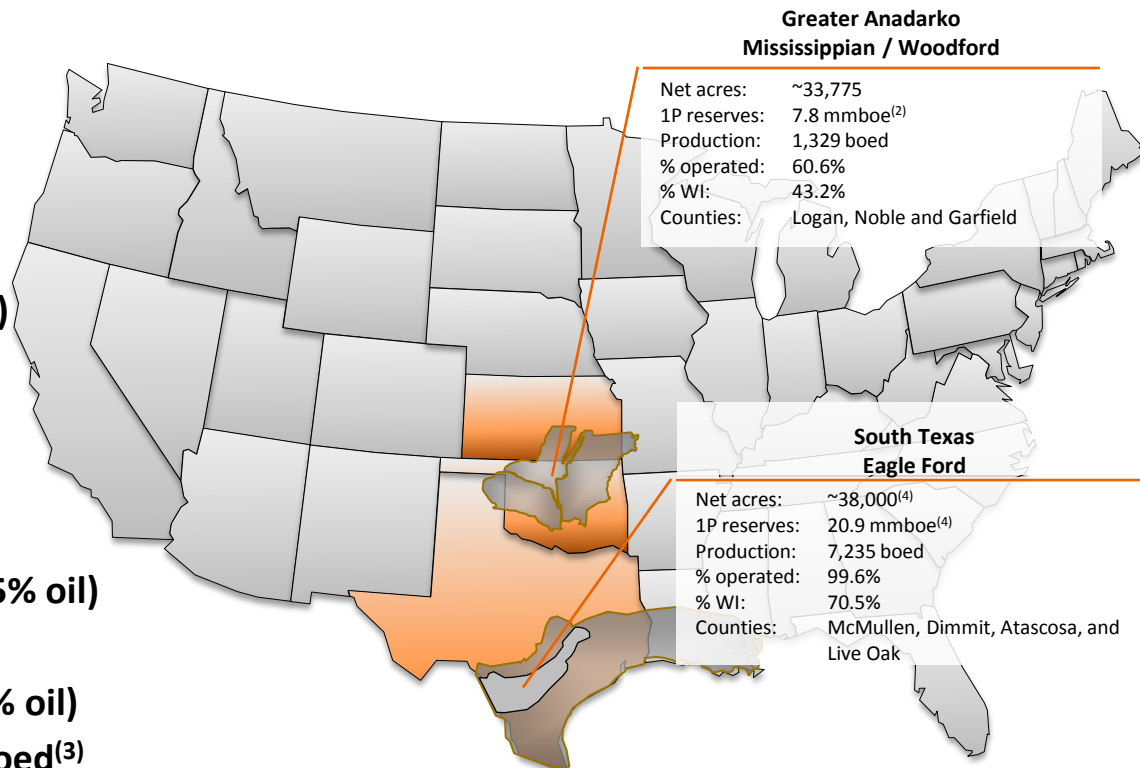 Greater Anadarko
Mississippian / Woodford
Net acres: ~33,775
1P reserves: 7.8 mmboe(2)
Production: 1,329 boed
% operated: 60.6%
% WI: 43.2%
Counties: Logan, Noble and Garfield
)
South Texas
Eagle Ford
Net acres: ~38,000(4)
1P reserves: 20.9 mmboe(4)
Production: 7,235 boed
% operated: 99.6%
% WI: 70.5%
Counties: McMullen, Dimmit, Atascosa, and
Live Oak
5% oil)
% oil)